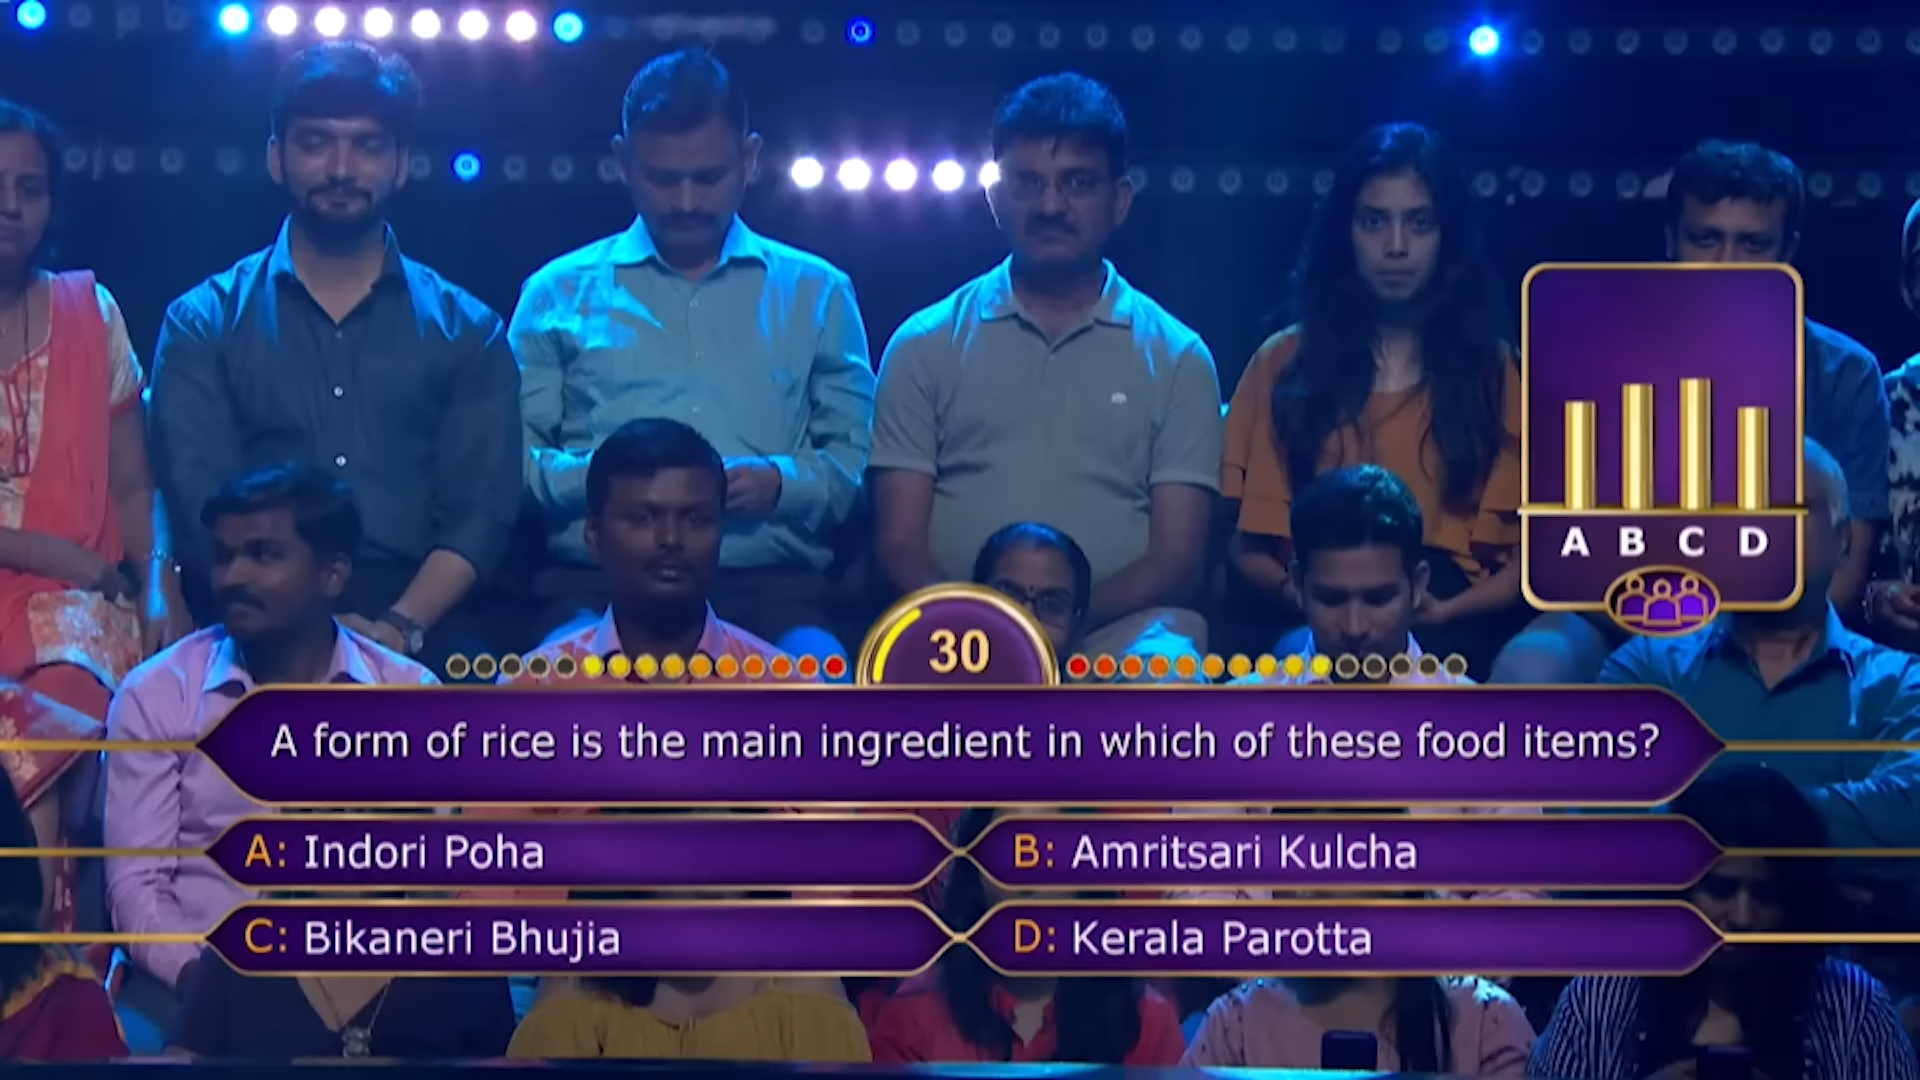 A B C D
30
A form of rice is the main ingredient in which of these food items?
A: Indori Poha
B: Amritsari Kulcha
C: Bikaneri Bhujia
D: Kerala Parotta